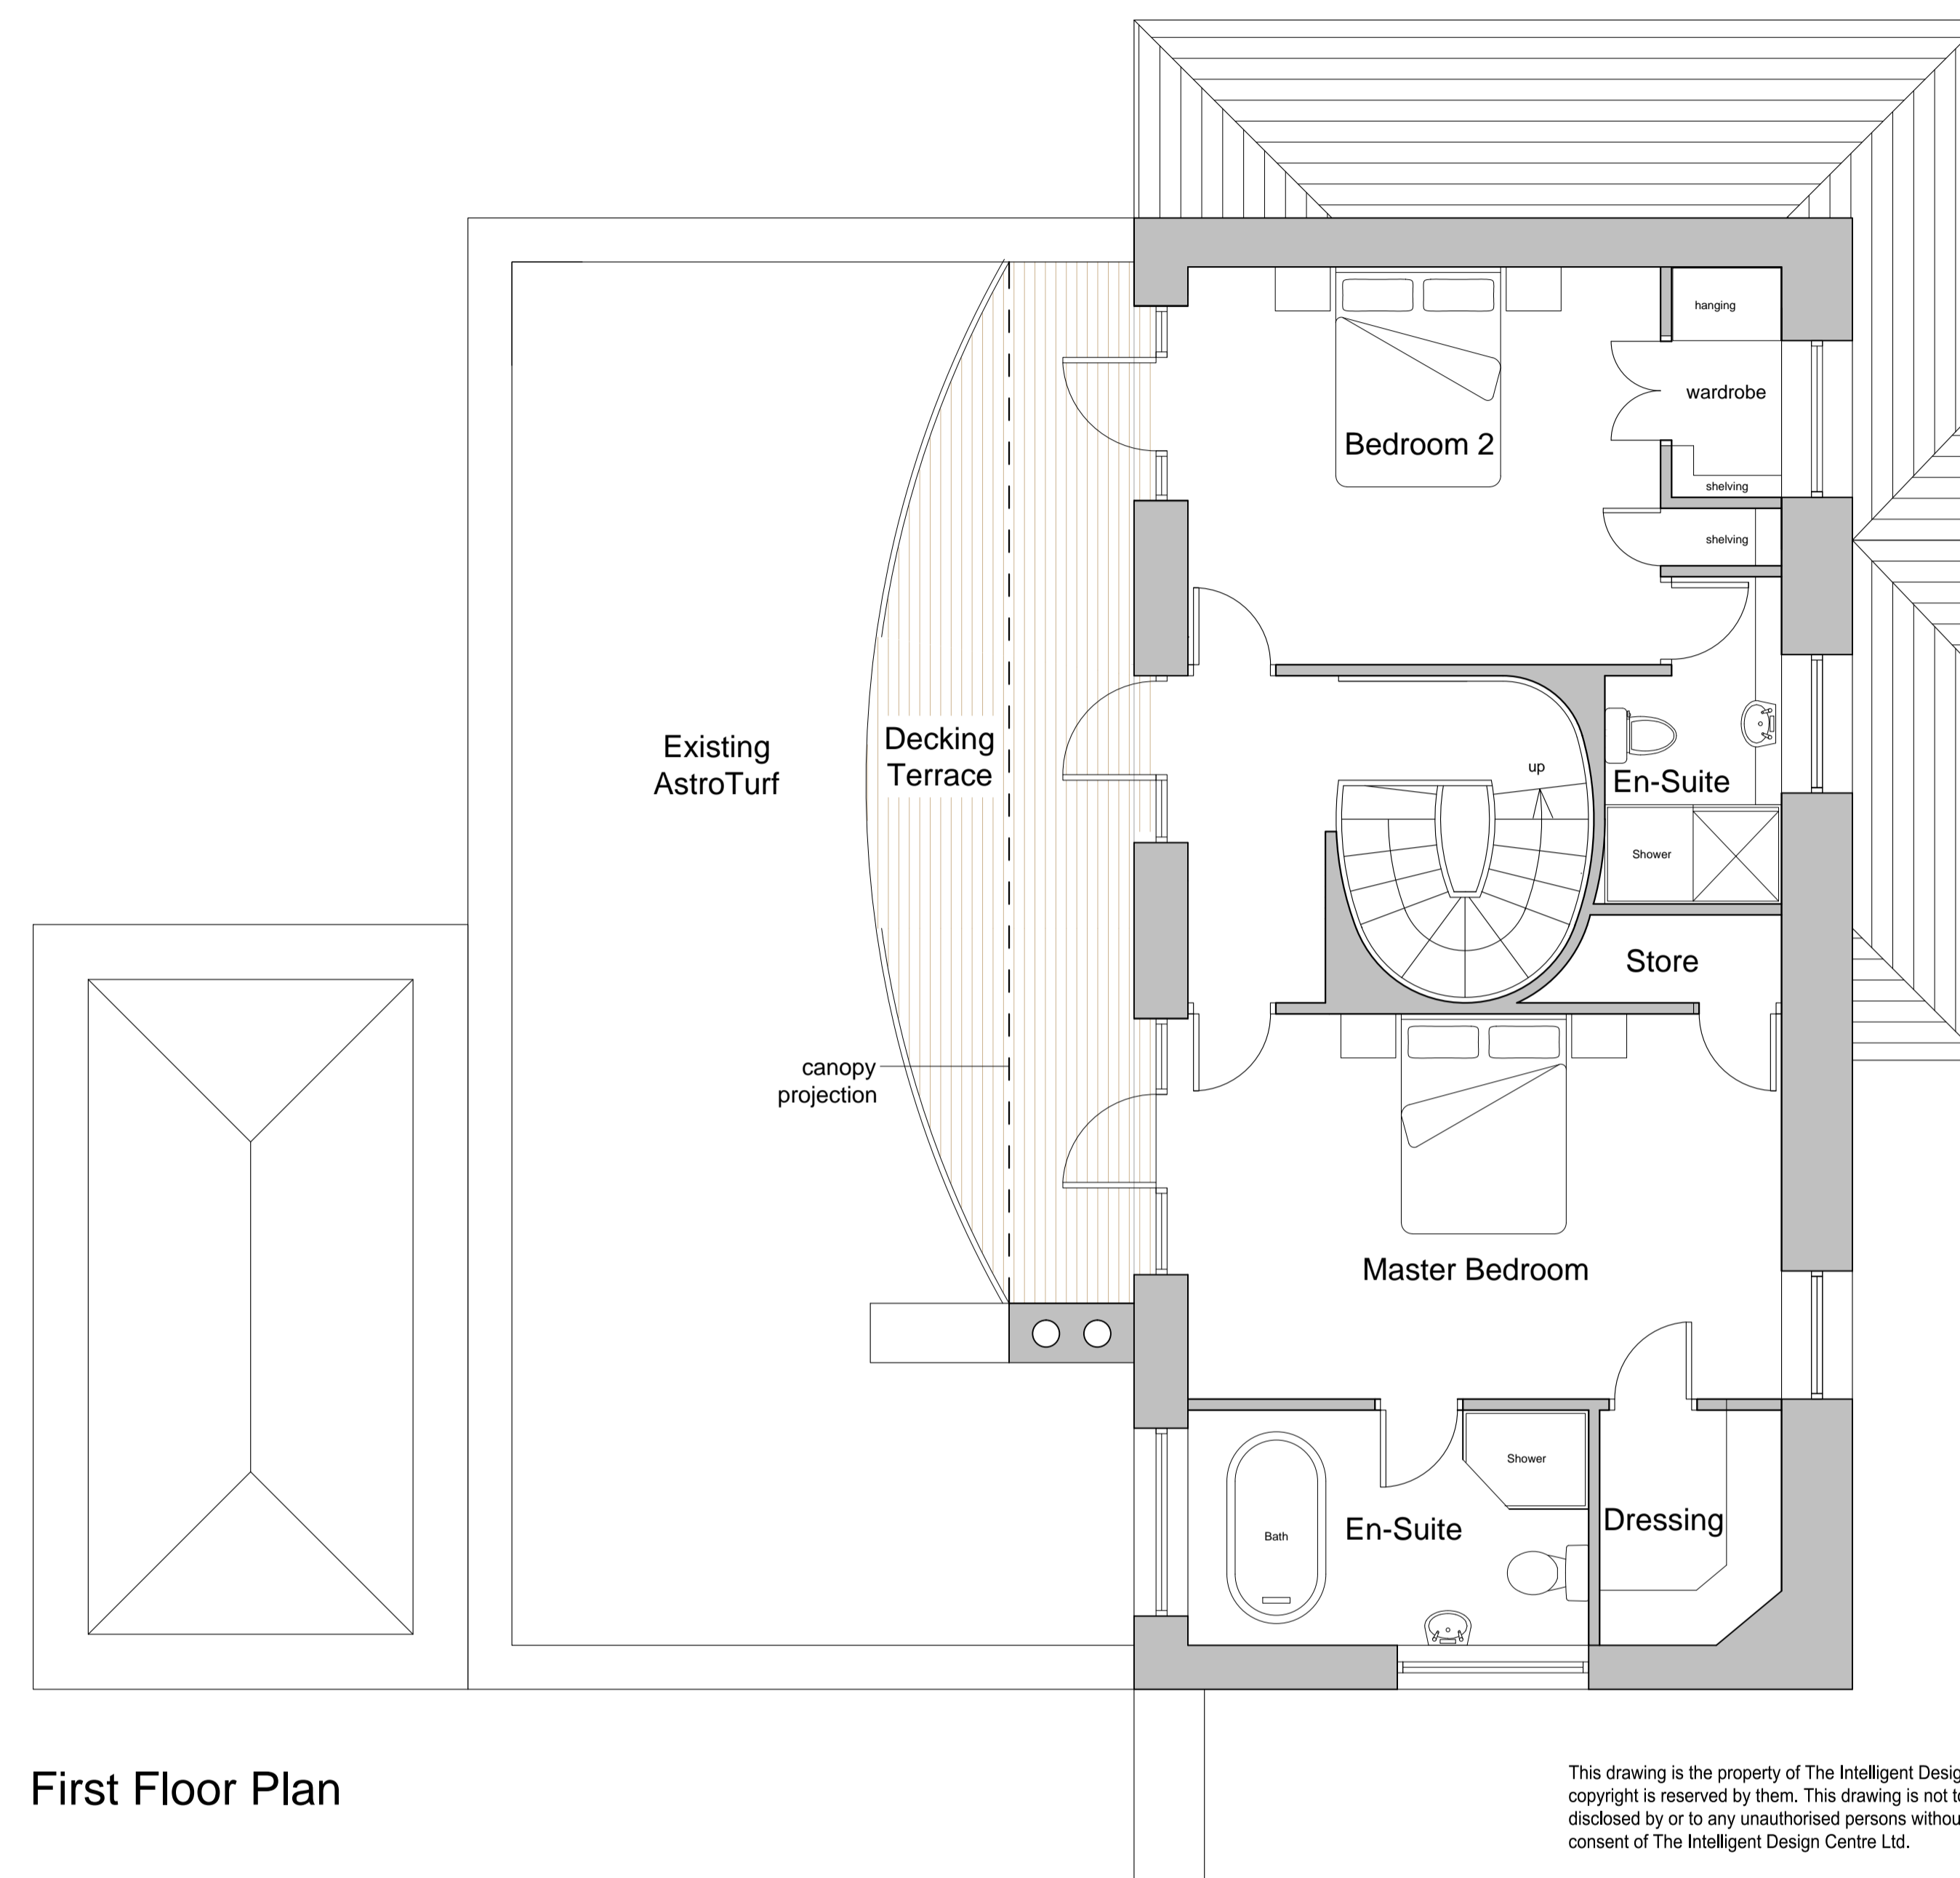 hanging
wardrobe
Bedroom 2
shelving
shelving
Existing
AstroTurf
Decking
Terrace
up
En-Suite
Shower
Store
canopy
projection
Master Bedroom
Shower
Bath
En-Suite
Dressing
First Floor Plan
This drawing is the property of The Intelligent
copyright is reserved by them. This drawing is not
disclosed by or to any unauthorised persons
consent of The Intelligent Design Centre Ltd.